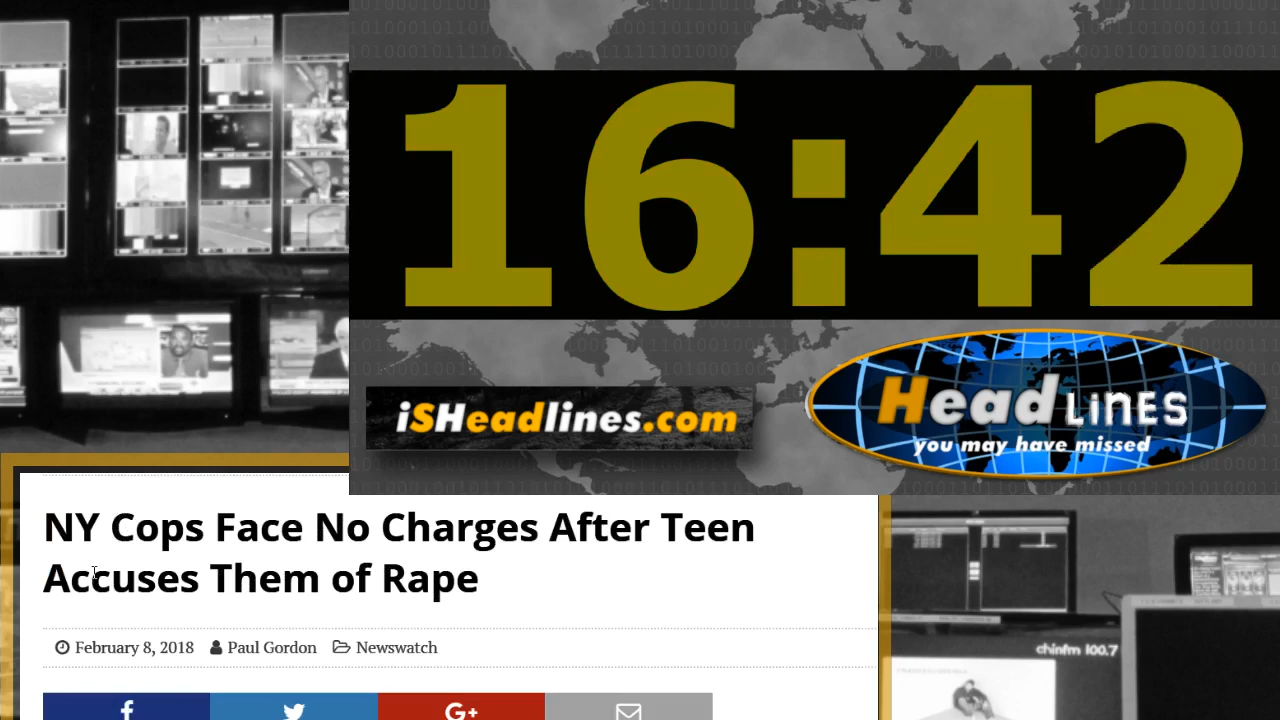 16:42
iSHeadlines.com
HeadLINES
you may have missed
NY Cops Face No Charges After Teen
Accuses Them of Rape
February 8, 2018 Paul Gordon Newswatch
chinfm 100.7
f G+